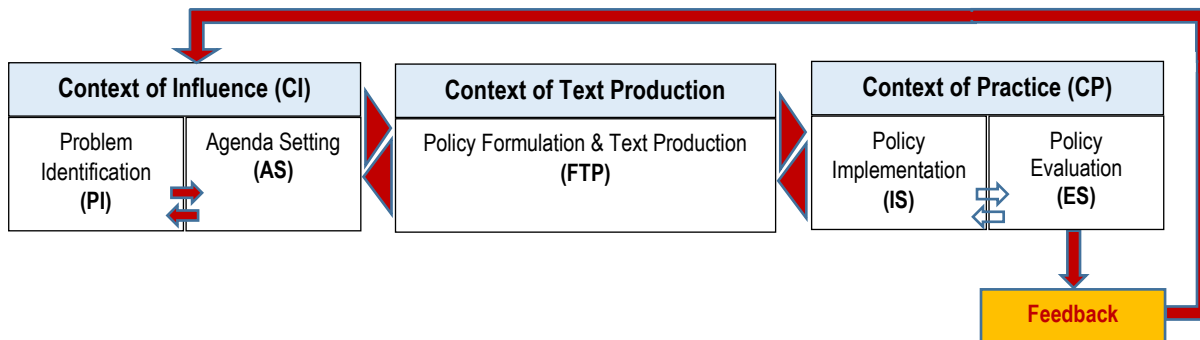 Context of Influence (CI)
Context of Text Production
Context of Practice (CP)
Problem
Identification
(PI)
Agenda Setting
(AS)
Policy Formulation & Text Production
(FTP)
Policy
Implementation
(IS)
Policy
Evaluation
(ES)
Feedback